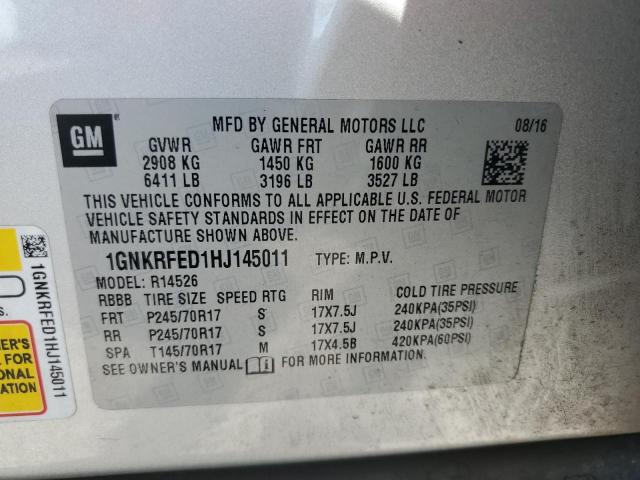 GM
MFD BY GENERAL MOTORS LLC 08/16
GVWR GAWR FRT GAWR RR
2908 KG 1450 KG 1600 KG
6411 LB 3196 LB 3527 LB
THIS VEHICLE CONFORMS TO ALL APPLICABLE U.S. FEDERAL MOTOR
VEHICLE SAFETY STANDARDS IN EFFECT ON THE DATE OF
MANUFACTURE SHOWN ABOVE.
1GNKRFED1HJ145011 TYPE: M.P.V.
MODEL: R14526
RBBB TIRE SIZE SPEED RTG RIM COLD TIRE PRESSURE
FRT P245/70R17 S 17X7.5J 240KPA(35PSI)
RR P245/70R17 S 17X7.5J 240KPA(35PSI)
SPA T145/70R17 M 17X4.5B 420KPA(60PSI)
SEE OWNER'S MANUAL FOR MORE INFORMATION.
1GNKRFED1HJ145011
NER'S
FOR
ONAL
ATION